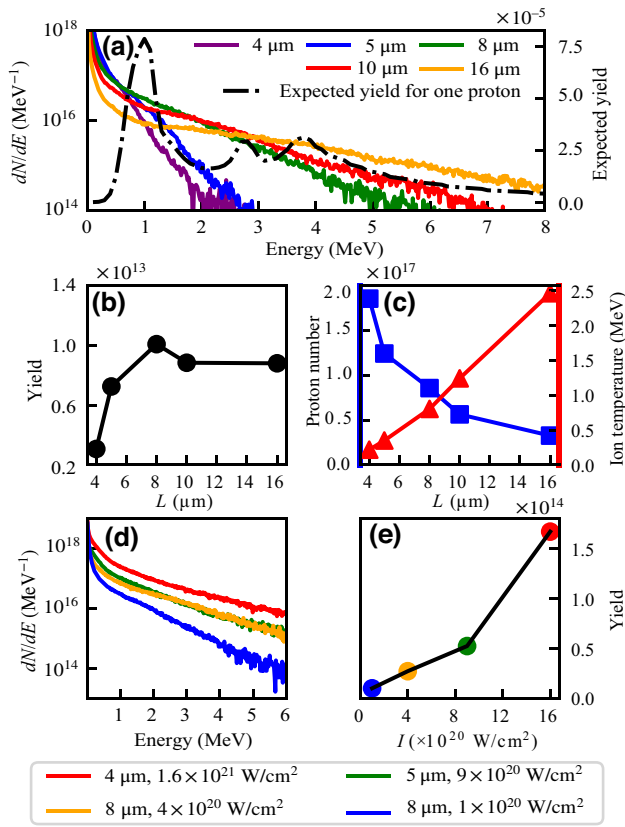 ×10⁻⁵
10¹⁸
10¹⁶
10¹⁴
dN/dE (MeV⁻¹)
(a)
4 µm
5 µm
8 µm
10 µm
16 µm
Expected yield for one proton
7.5
5.0
2.5
0.0
Expected yield
0 1 2 3 4 5 6 7 8
Energy (MeV)
×10¹³
1.4
1.0
0.6
0.2
Yield
(b)
4 6 8 10 12 14 16
L (µm)
×10¹⁷
2.0
1.5
1.0
0.5
0.0
Proton number
(c)
2.5
2.0
1.5
1.0
0.5
0.0
Ion temperature (MeV)
4 6 8 10 12 14 16
L (µm)
10¹⁸
10¹⁶
10¹⁴
dN/dE (MeV⁻¹)
(d)
1 2 3 4 5 6
Energy (MeV)
×10¹⁴
(e)
1.5
1.0
0.5
0.0
Yield
0 4 8 12 16
I (×10²⁰ W/cm²)
4 µm, 1.6×10²¹ W/cm²
5 µm, 9×10²⁰ W/cm²
8 µm, 4×10²⁰ W/cm²
8 µm, 1×10²⁰ W/cm²